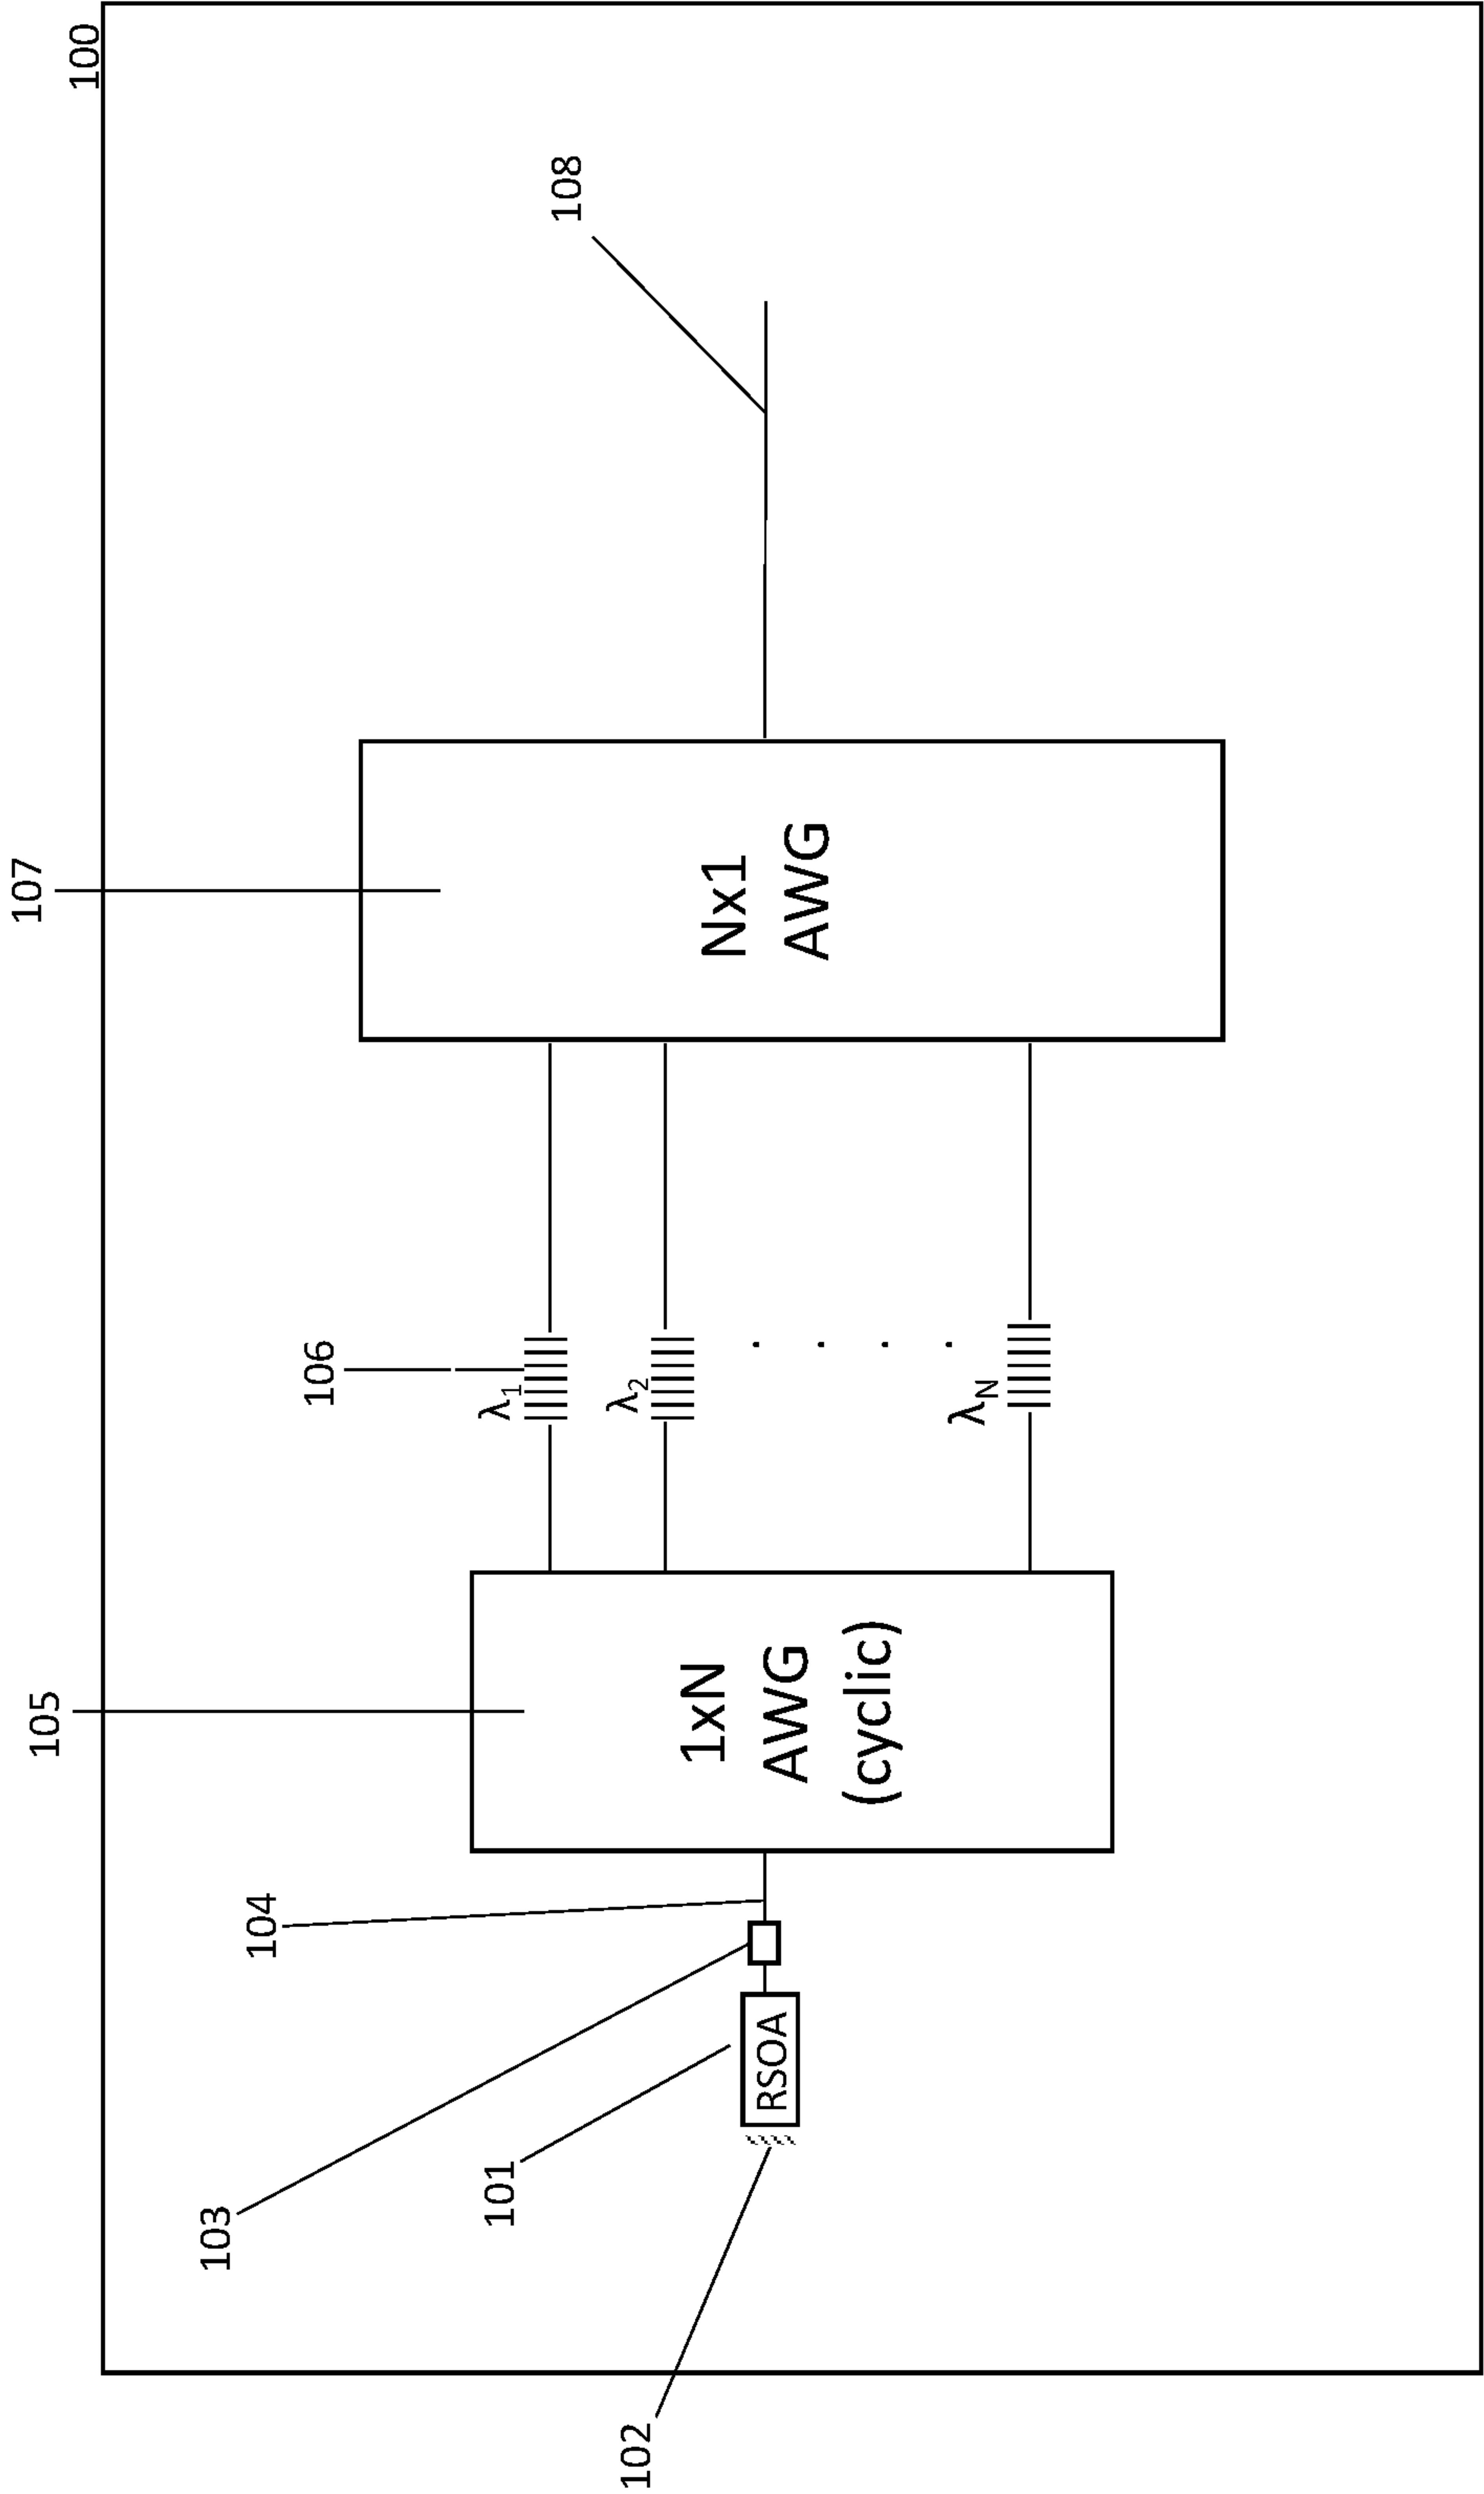 100
108
107
Nx1
AWG
106
λ1
λ2
λN
105
1xN
AWG
(cyclic)
104
103
101
RSOA
102